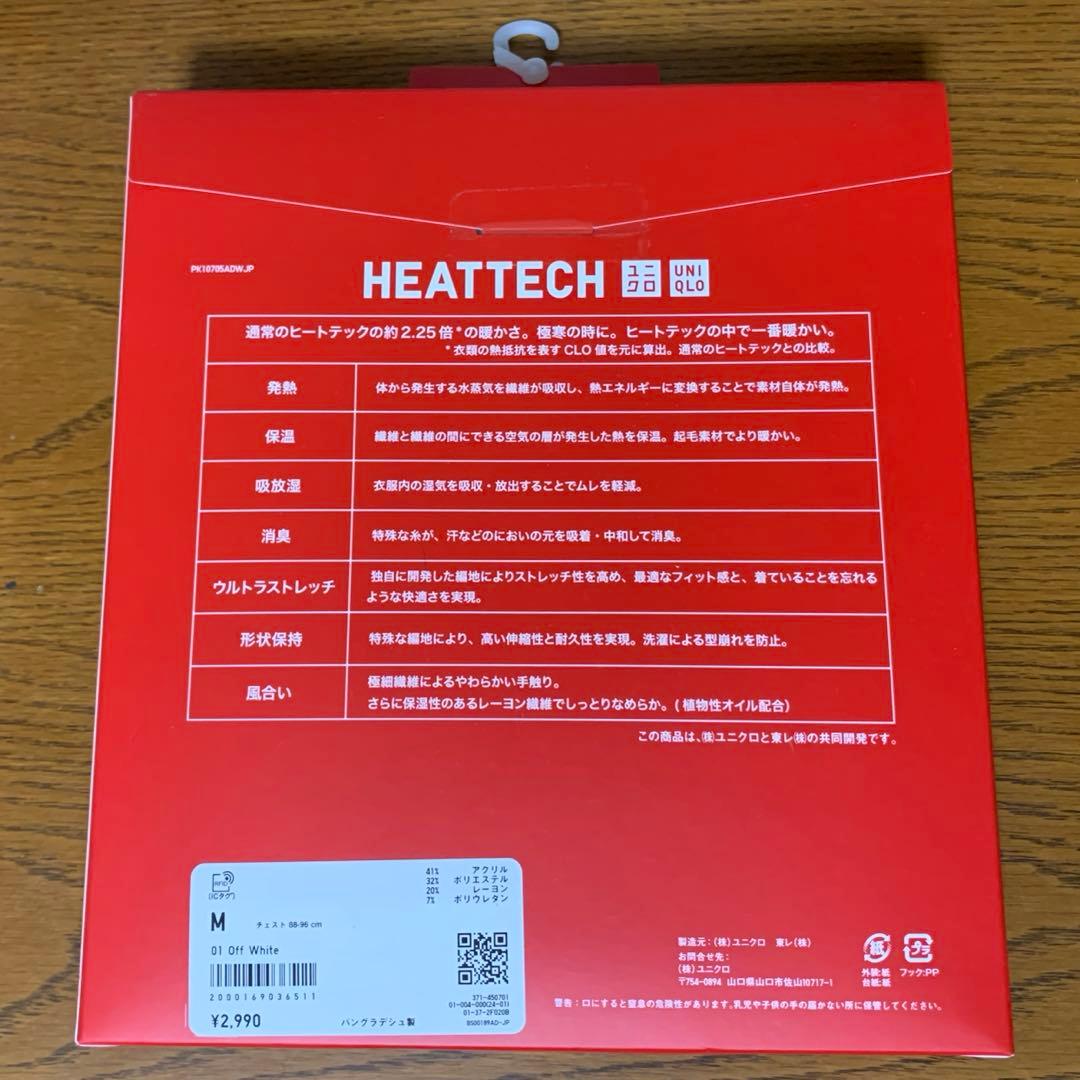 PK10705ADWJP
HEATTECH ユニクロ UNIQLO
通常のヒートテックの約2.25倍*の暖かさ。極寒の時に。ヒートテックの中で一番暖かい。
*衣類の熱抵抗を表すCLO値を元に算出。通常のヒートテックとの比較。
発熱 体から発生する水蒸気を繊維が吸収し、熱エネルギーに変換することで素材自体が発熱。
保温 繊維と繊維の間にできる空気の層が発生した熱を保温。起毛素材でより暖かい。
吸放湿 衣服内の湿気を吸収・放出することでムレを軽減。
消臭 特殊な糸が、汗などのにおいの元を吸着・中和して消臭。
ウルトラストレッチ 独自に開発した編地によりストレッチ性を高め、最適なフィット感と、着ていることを忘れる
ような快適さを実現。
形状保持 特殊な編地により、高い伸縮性と耐久性を実現。洗濯による型崩れを防止。
風合い 極細繊維によるやわらかい手触り。
さらに保湿性のあるレーヨン繊維でしっとりなめらか。(植物性オイル配合)
この商品は、㈱ユニクロと東レ㈱の共同開発です。
RFID
(ICタグ)
41% アクリル
32% ポリエステル
20% レーヨン
7% ポリウレタン
M チェスト 88-96 cm
01 Off White
2000169036511
¥2,990
371-450701
01-004-000(24-01)
01-37-2F020B
バングラデシュ製
BS00189AD-JP
製造元：(株)ユニクロ 東レ(株)
お問合せ先：
(株)ユニクロ
〒754-0894 山口県山口市佐山10717-1
紙
外装:紙
台紙:紙
プラ
フック:PP
警告：口にすると窒息の危険性があります。乳児や子供の手の届かない所に保管してください。